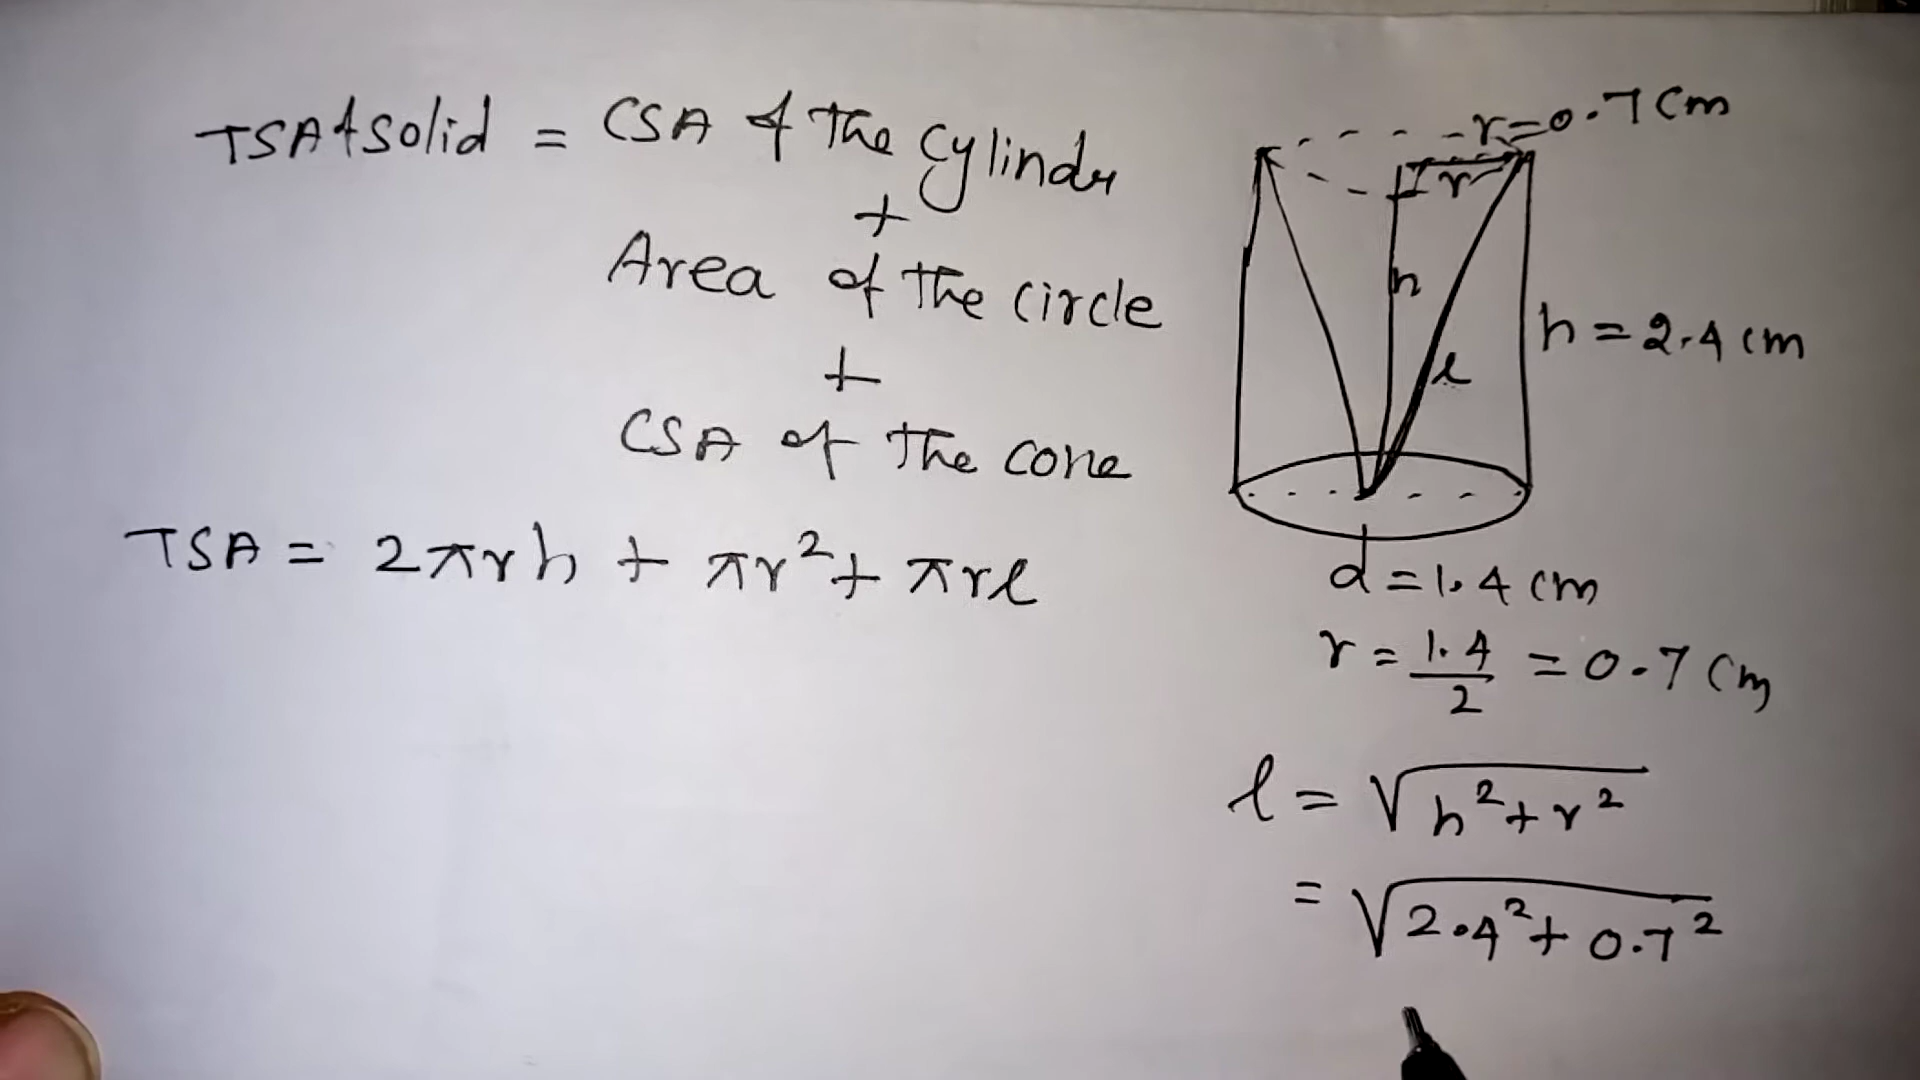 TSA of solid = CSA of the cylinder
+
Area of the circle
+
CSA of the cone
TSA = 2πrh + πr² + πrl
r=0.7 cm
r
h
l
h = 2.4 cm
d = 1.4 cm
r = 1.4/2 = 0.7 cm
l = √h²+r²
= √2.4²+0.7²